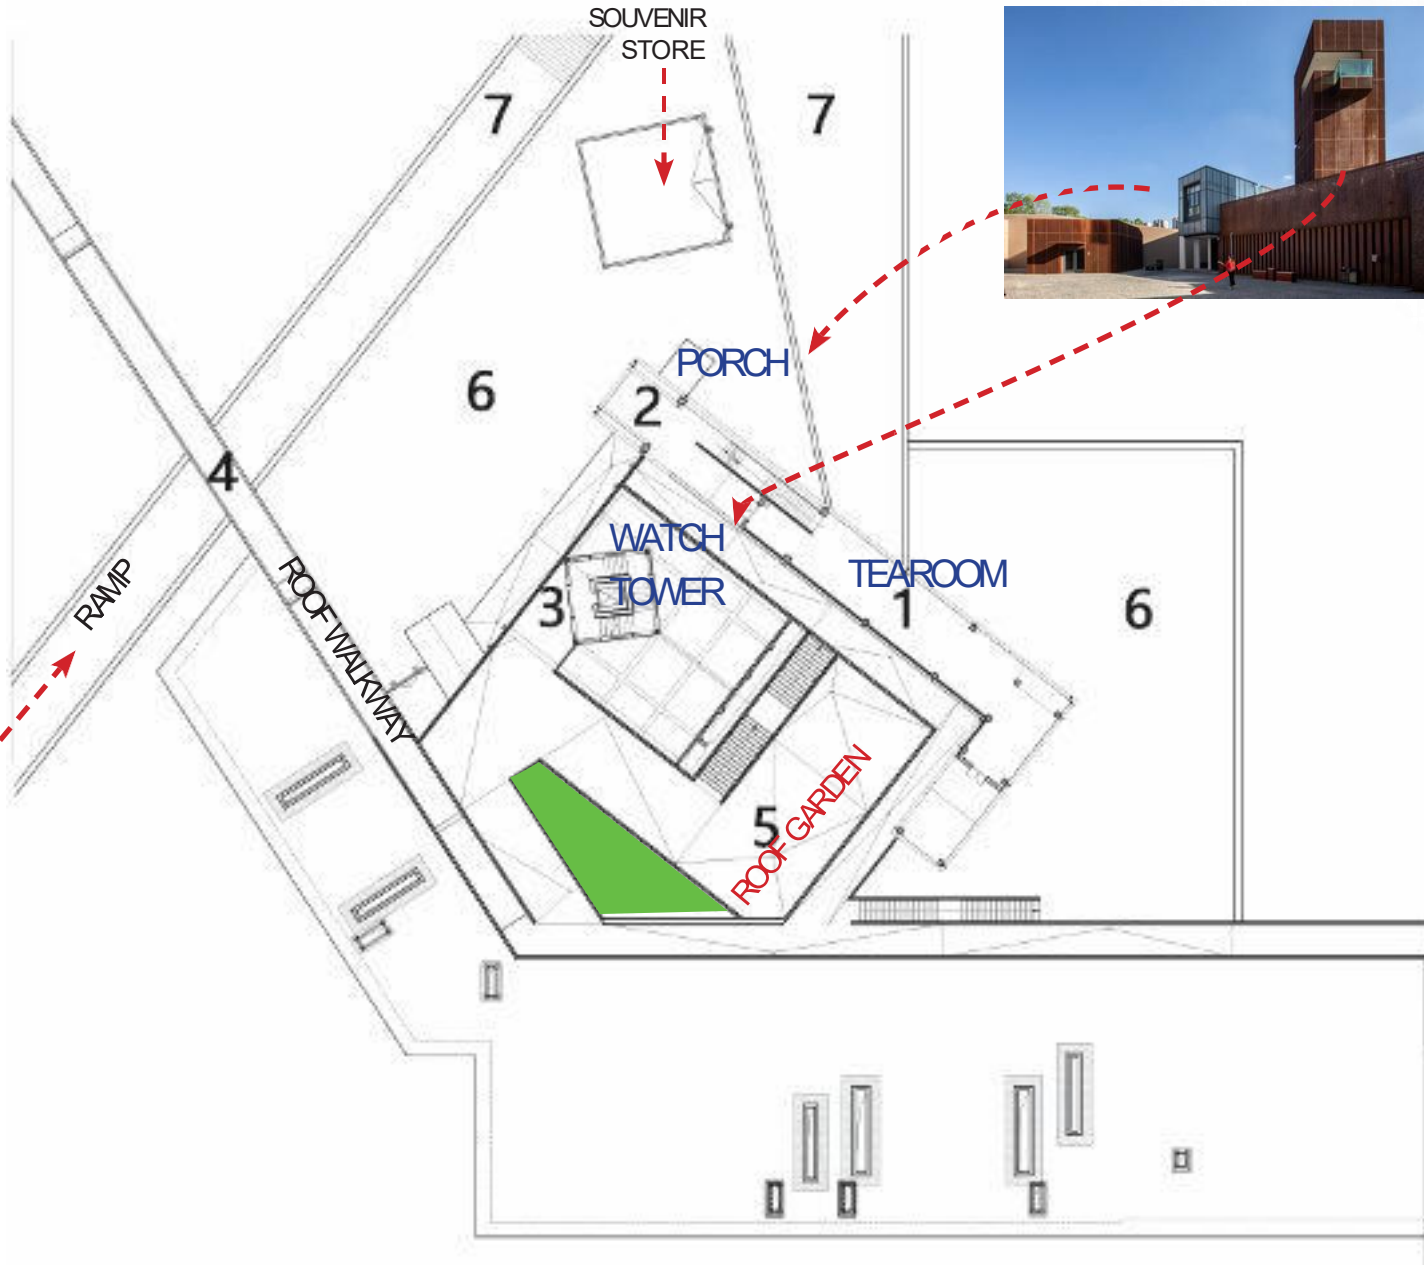 SOUVENIR
STORE
7
7
PORCH
6
2
4
WATCH
TOWER
TEAROOM
3
1
6
RAMP
ROOF WALKWAY
5
ROOF GARDEN